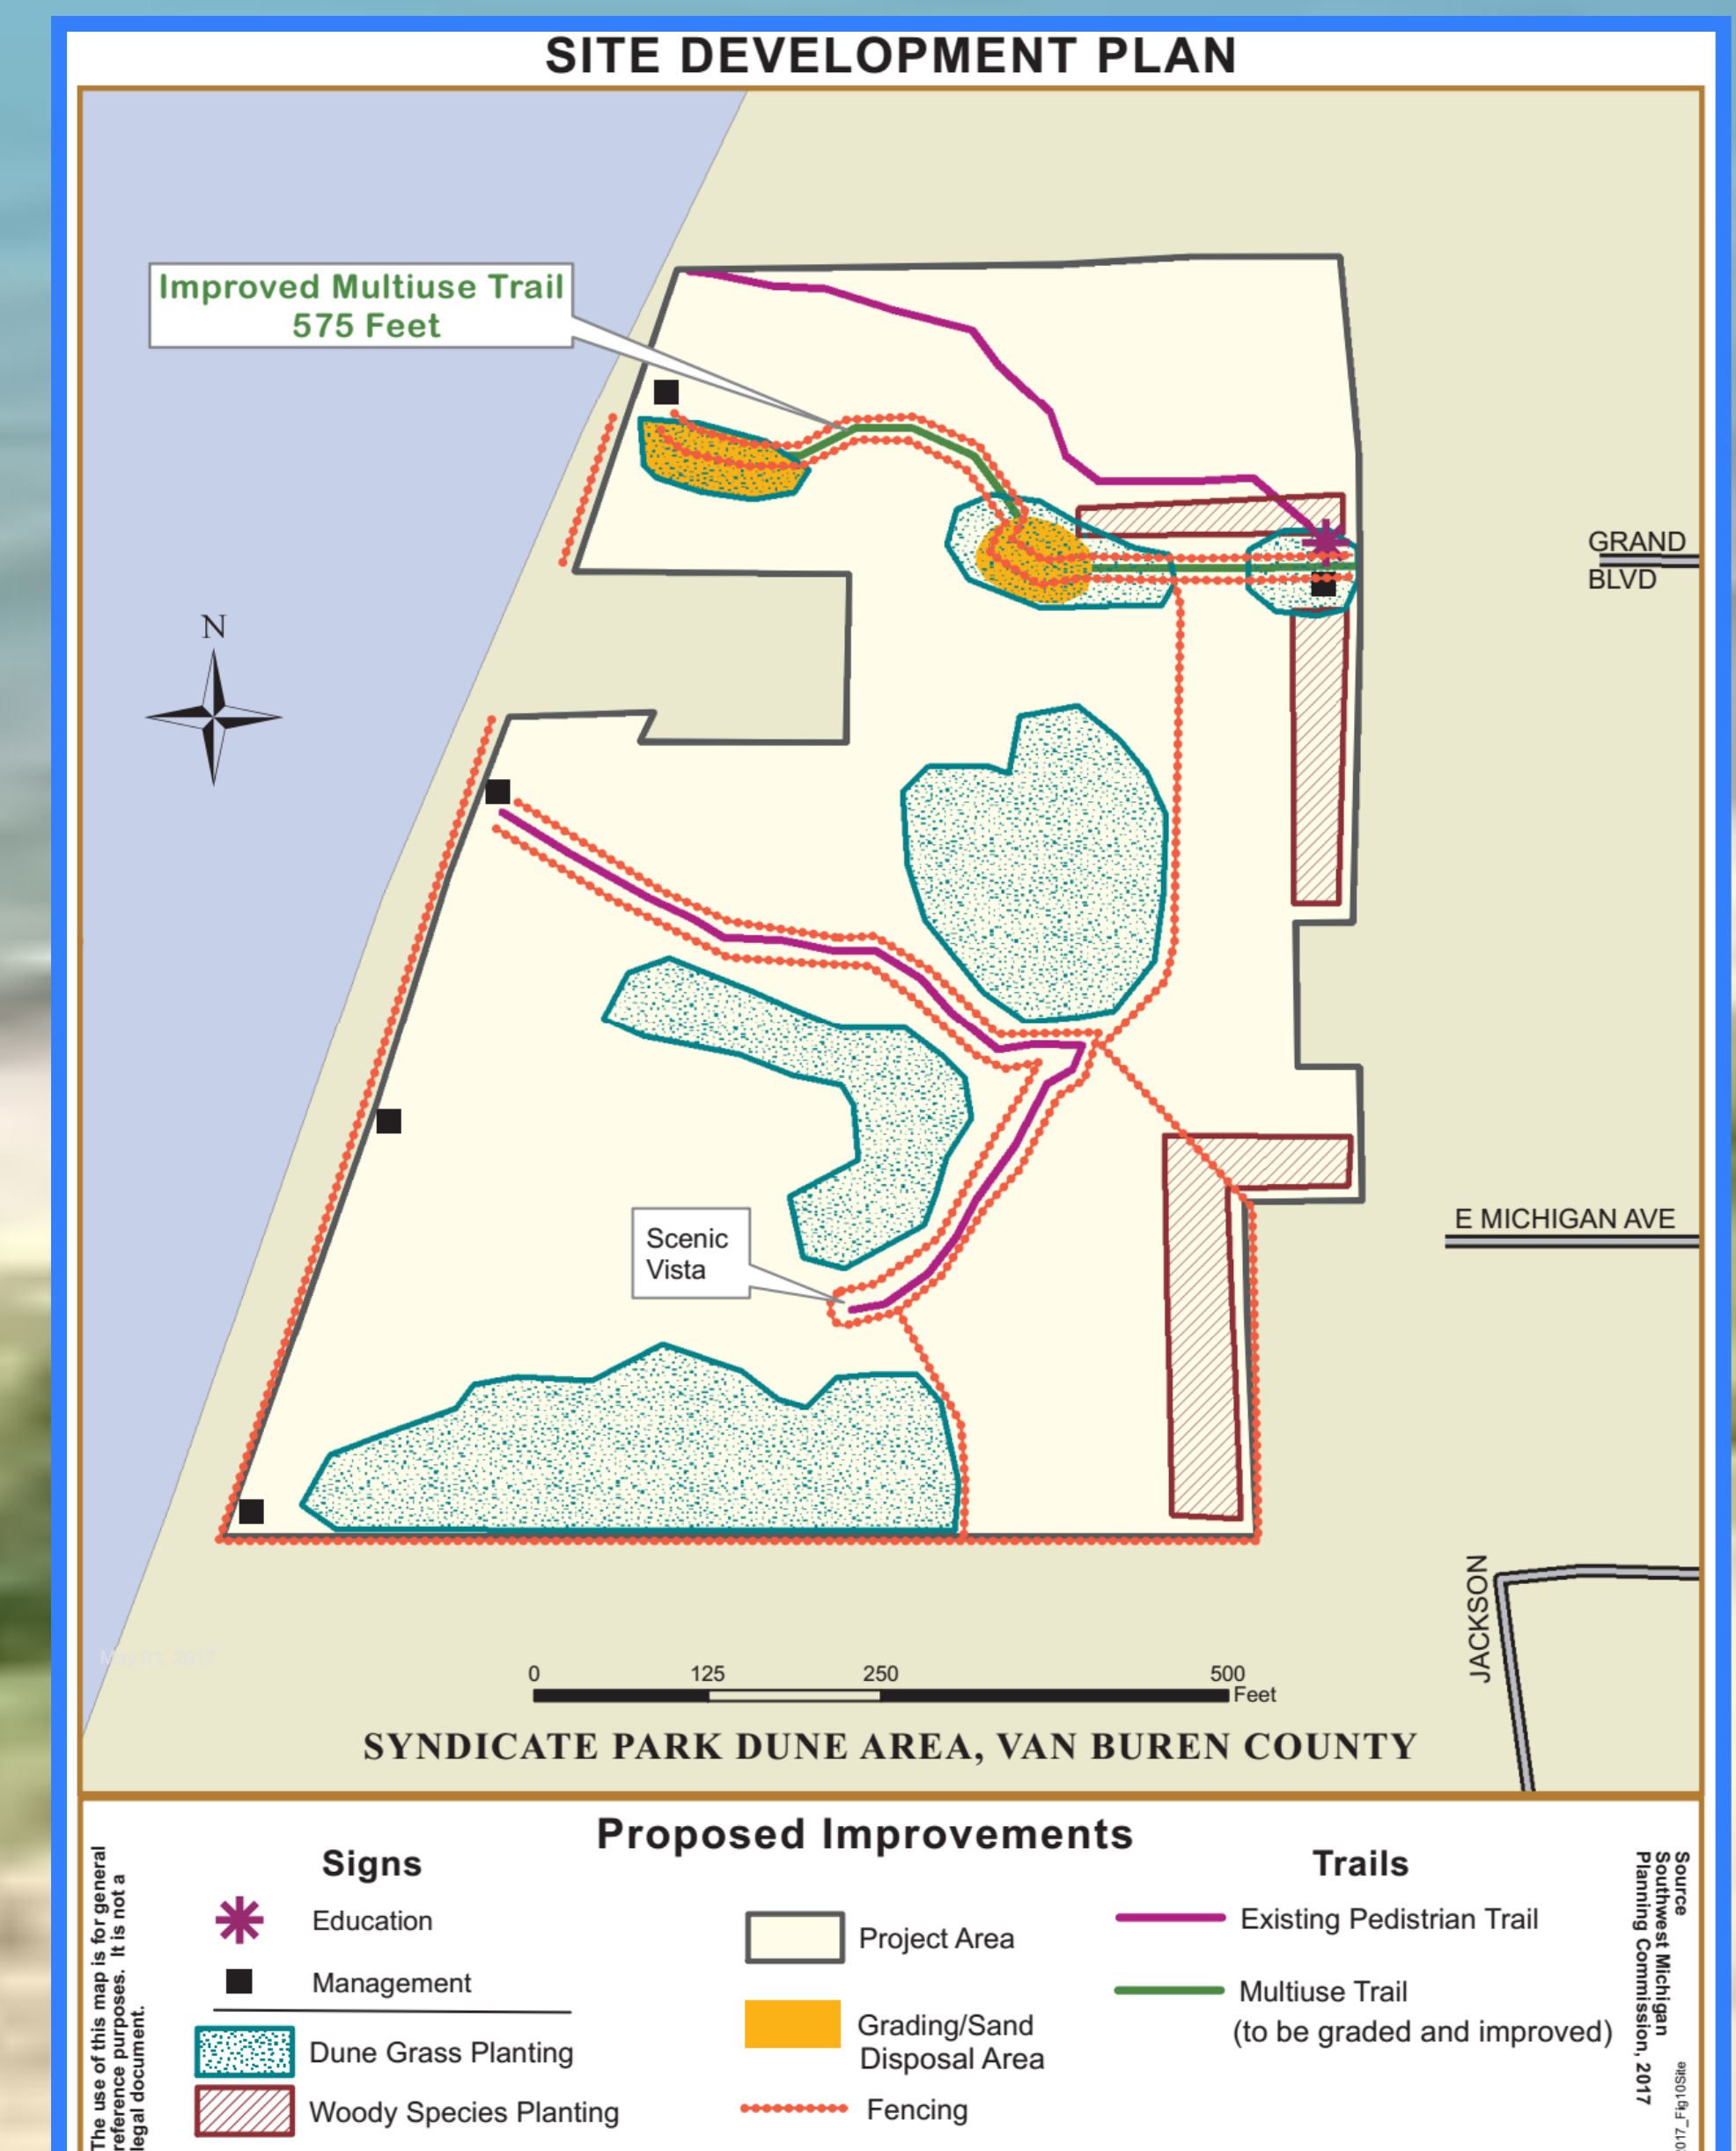 SITE DEVELOPMENT PLAN
Improved Multiuse Trail
575 Feet
GRAND
BLVD
N
E MICHIGAN AVE
Scenic
Vista
JACKSON
May 01, 2017
0 125 250 500
Feet
SYNDICATE PARK DUNE AREA, VAN BUREN COUNTY
Proposed Improvements
The use of this map is for general
reference purposes. It is not a
legal document.
Signs
Education
Management
Dune Grass Planting
Woody Species Planting
Project Area
Grading/Sand
Disposal Area
Fencing
Trails
Existing Pedistrian Trail
Multiuse Trail
(to be graded and improved)
Source
Southwest Michigan
Planning Commission, 2017
017_Fig10Site